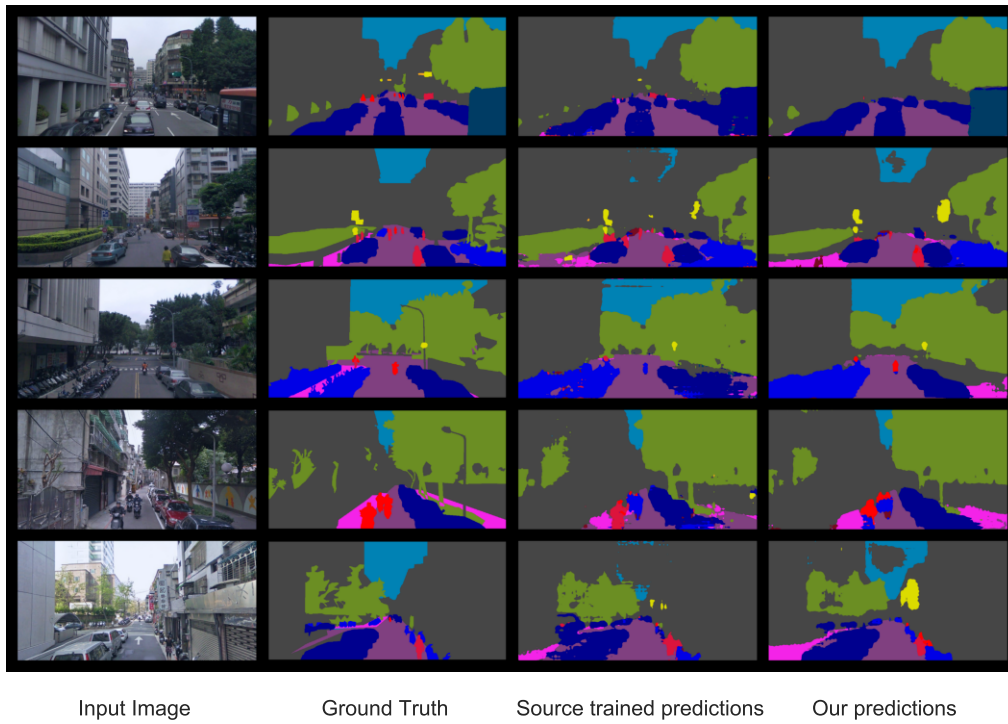 Input Image
Ground Truth
Source trained predictions
Our predictions